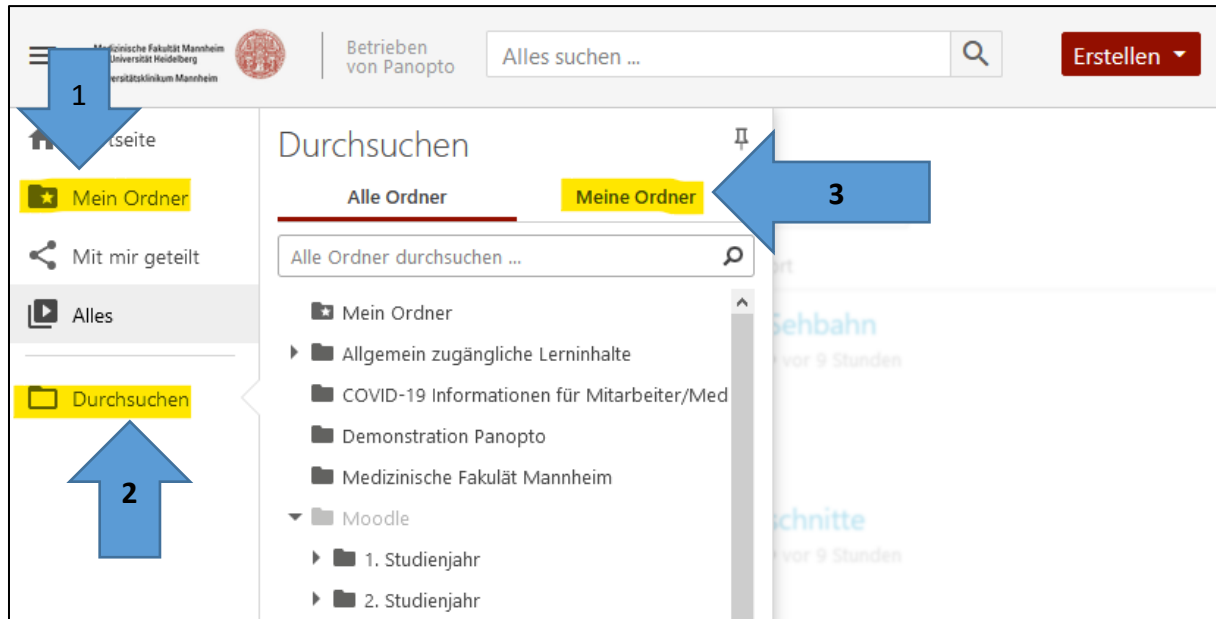 Medizinische Fakultät Mannheim
Universität Heidelberg
Universitätsklinikum Mannheim
Betrieben
von Panopto
Alles suchen ...
Erstellen
1
Mein Ordner
Mit mir geteilt
Alles
Durchsuchen
2
Durchsuchen
Alle Ordner
Meine Ordner
3
Alle Ordner durchsuchen ...
Mein Ordner
Allgemein zugängliche Lerninhalte
COVID-19 Informationen für Mitarbeiter/Med
Demonstration Panopto
Medizinische Fakulät Mannheim
Moodle
1. Studienjahr
2. Studienjahr
Sehbahn
vor 9 Stunden
schnitte
vor 9 Stunden